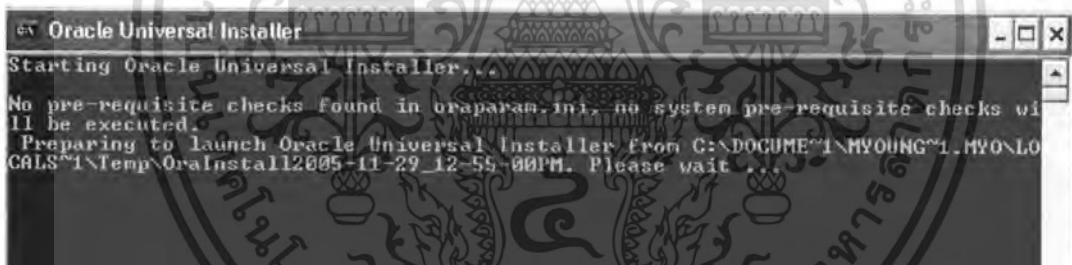 Oracle Universal Installer
Starting Oracle Universal Installer...
No pre-requisite checks found in oraparam.ini, no system pre-requisite checks wi
ll be executed.
Preparing to launch Oracle Universal Installer from C:\DOCUME~1\MYOUNG~1.MYO\LO
CALS~1\Temp\OraInstall2005-11-29_12-55-00PM. Please wait ...